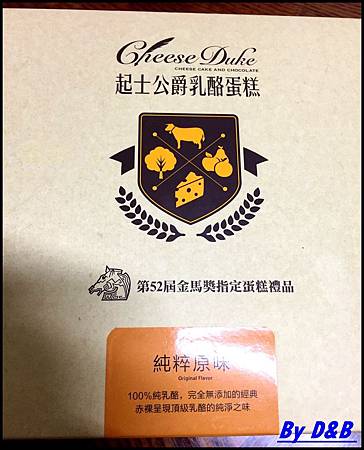 Cheese Duke
CHEESE CAKE AND CHOCOLATE
起士公爵乳酪蛋糕
第52屆金馬獎指定蛋糕禮品
純粹原味
Original Flavor
100%純乳酪，完全無添加的經典
赤裸呈現頂級乳酪的純淨之味
By D&B